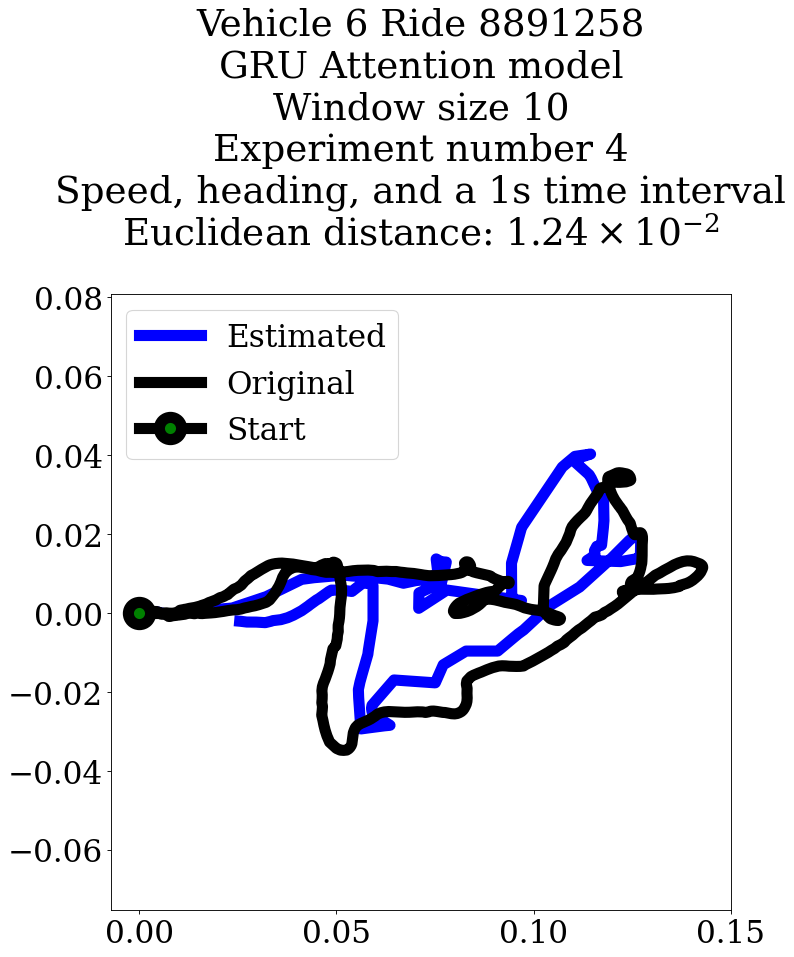 Vehicle 6 Ride 8891258
GRU Attention model
Window size 10
Experiment number 4
Speed, heading, and a 1s time interval
Euclidean distance: 1.24 × 10⁻²
0.08
0.06
0.04
0.02
0.00
−0.02
−0.04
−0.06
Estimated
Original
Start
0.00 0.05 0.10 0.15